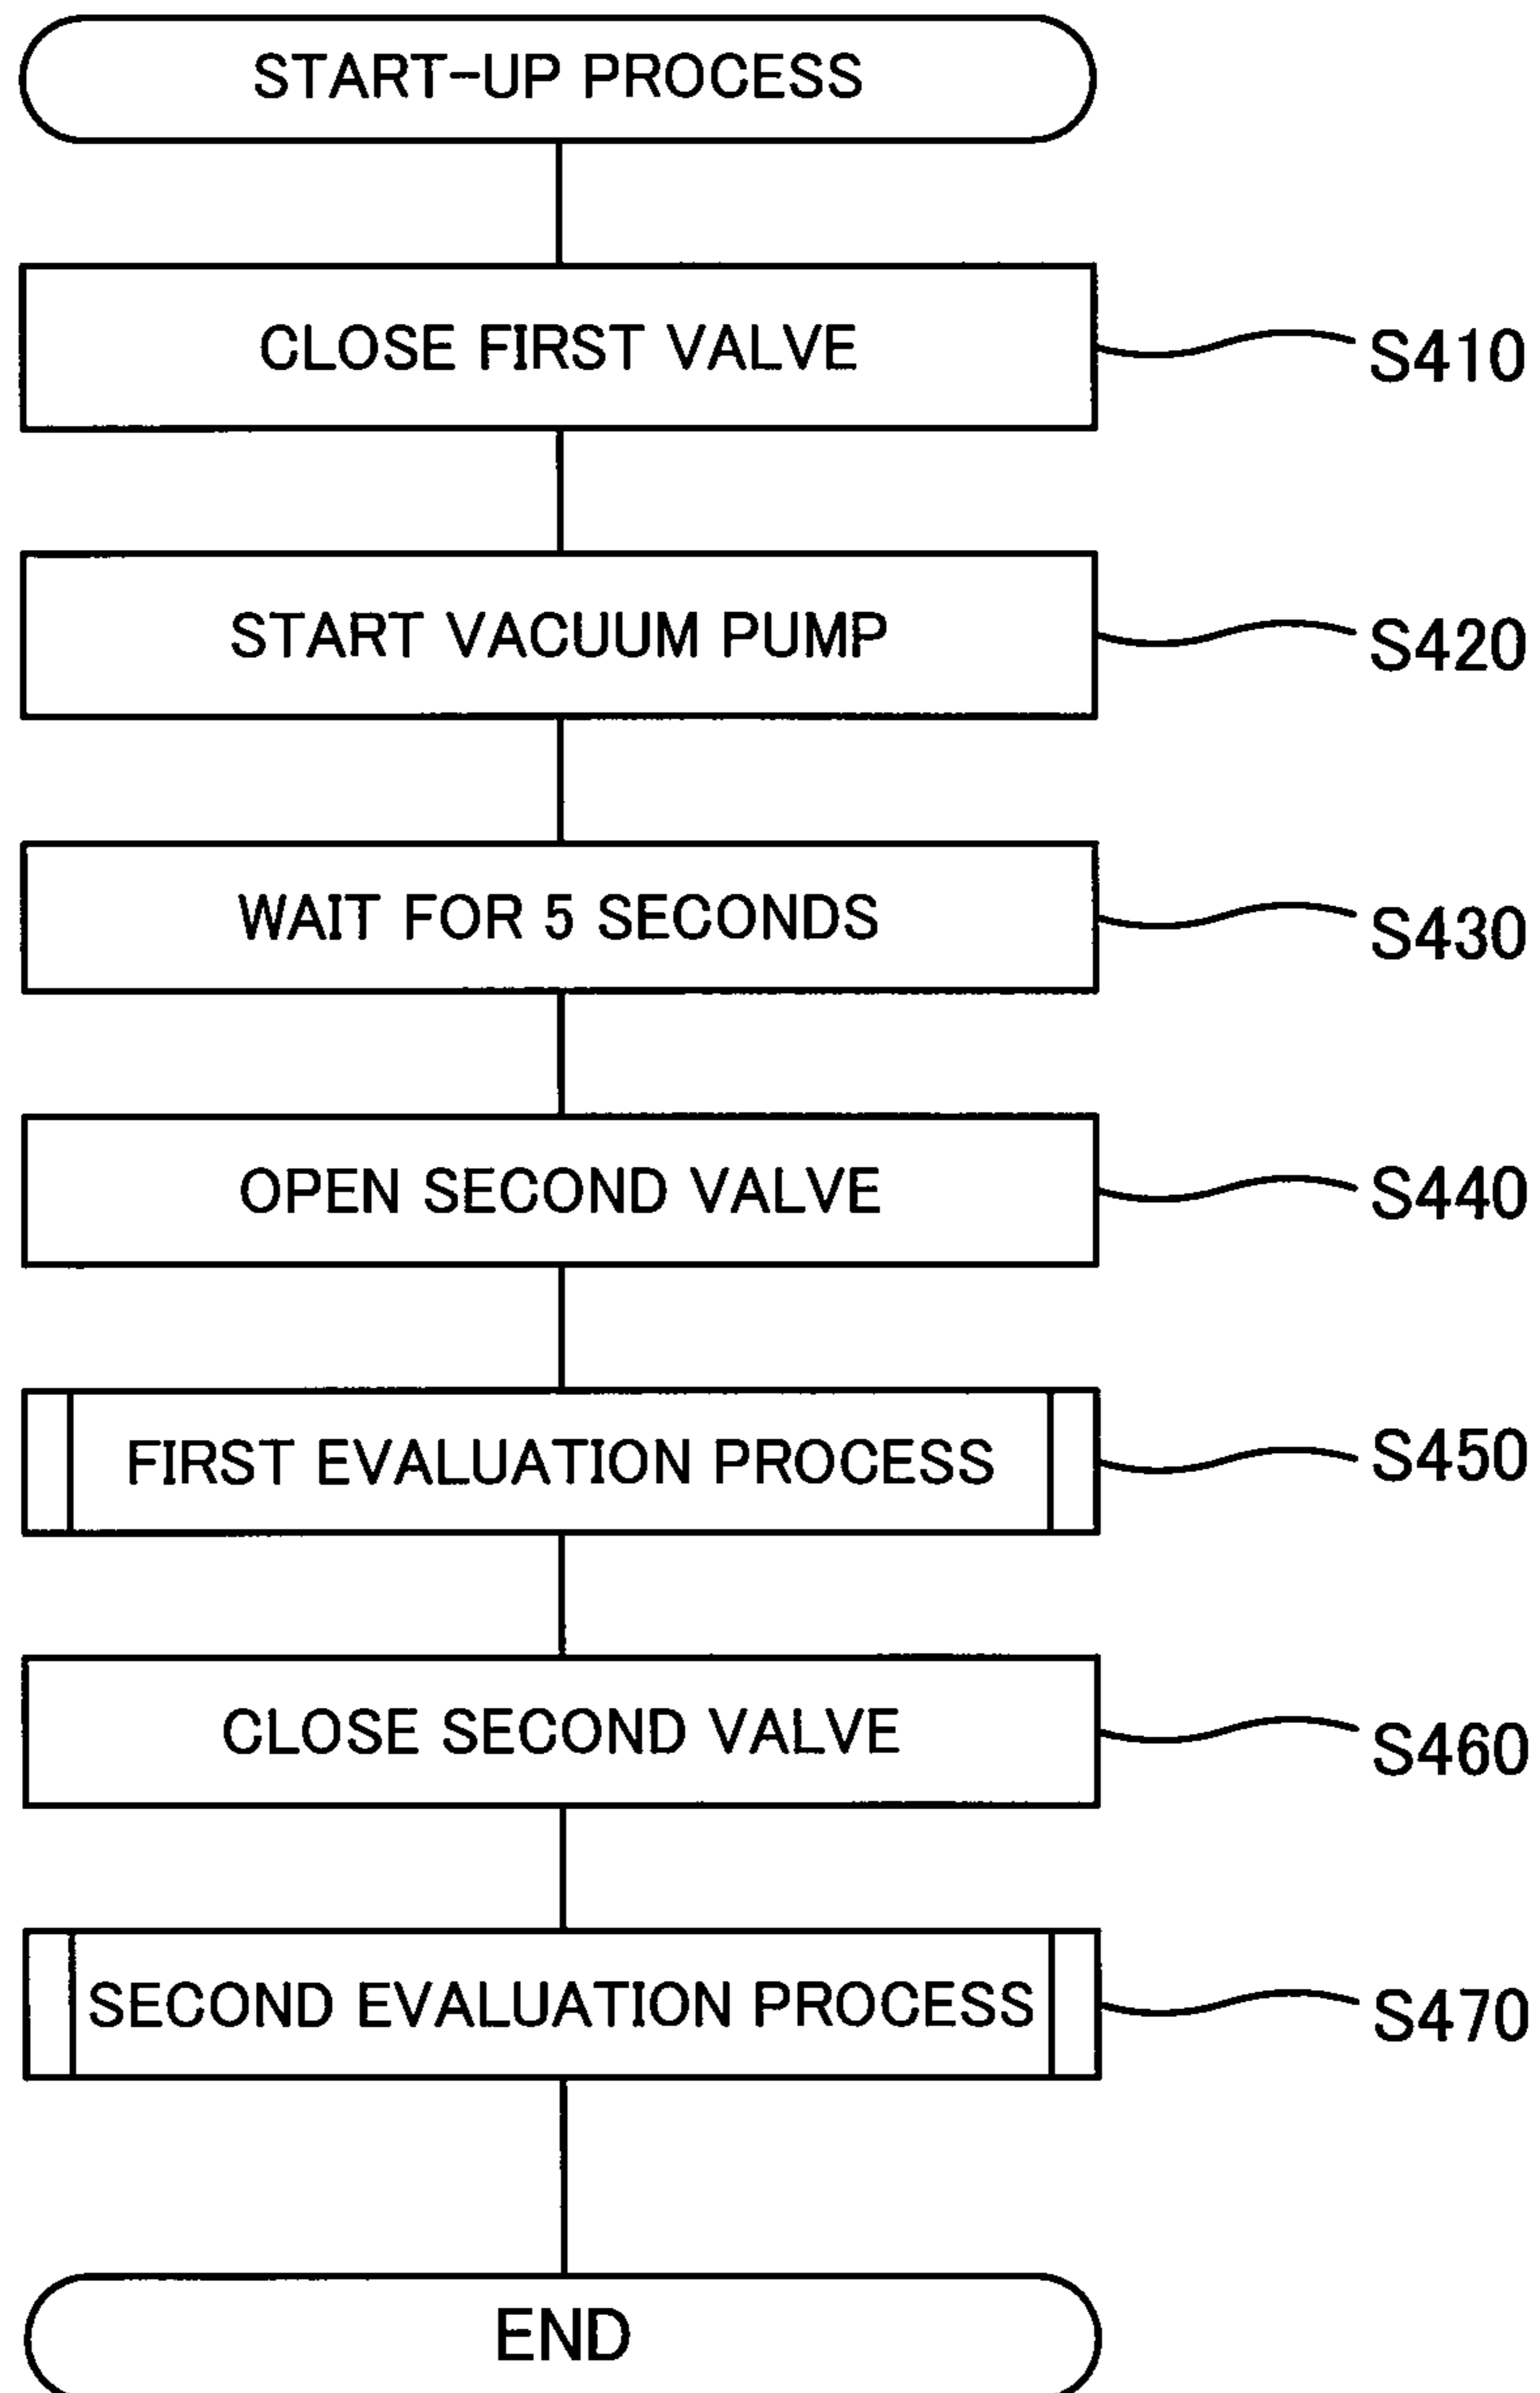 START-UP PROCESS
CLOSE FIRST VALVE
S410
START VACUUM PUMP
S420
WAIT FOR 5 SECONDS
S430
OPEN SECOND VALVE
S440
FIRST EVALUATION PROCESS
S450
CLOSE SECOND VALVE
S460
SECOND EVALUATION PROCESS
S470
END